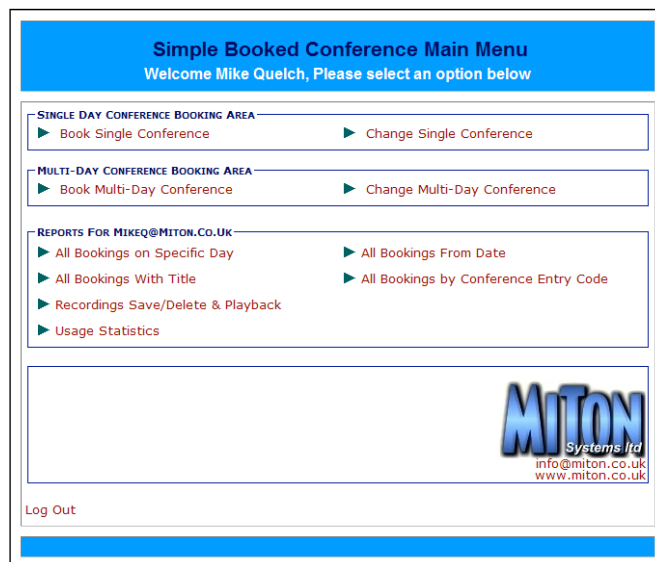 Simple Booked Conference Main Menu
Welcome Mike Quelch, Please select an option below
Single Day Conference Booking Area
Book Single Conference
Change Single Conference
Multi-Day Conference Booking Area
Book Multi-Day Conference
Change Multi-Day Conference
Reports For Mikeq@Miton.Co.Uk
All Bookings on Specific Day
All Bookings From Date
All Bookings With Title
All Bookings by Conference Entry Code
Recordings Save/Delete & Playback
Usage Statistics
MITON
Systems ltd
info@miton.co.uk
www.miton.co.uk
Log Out